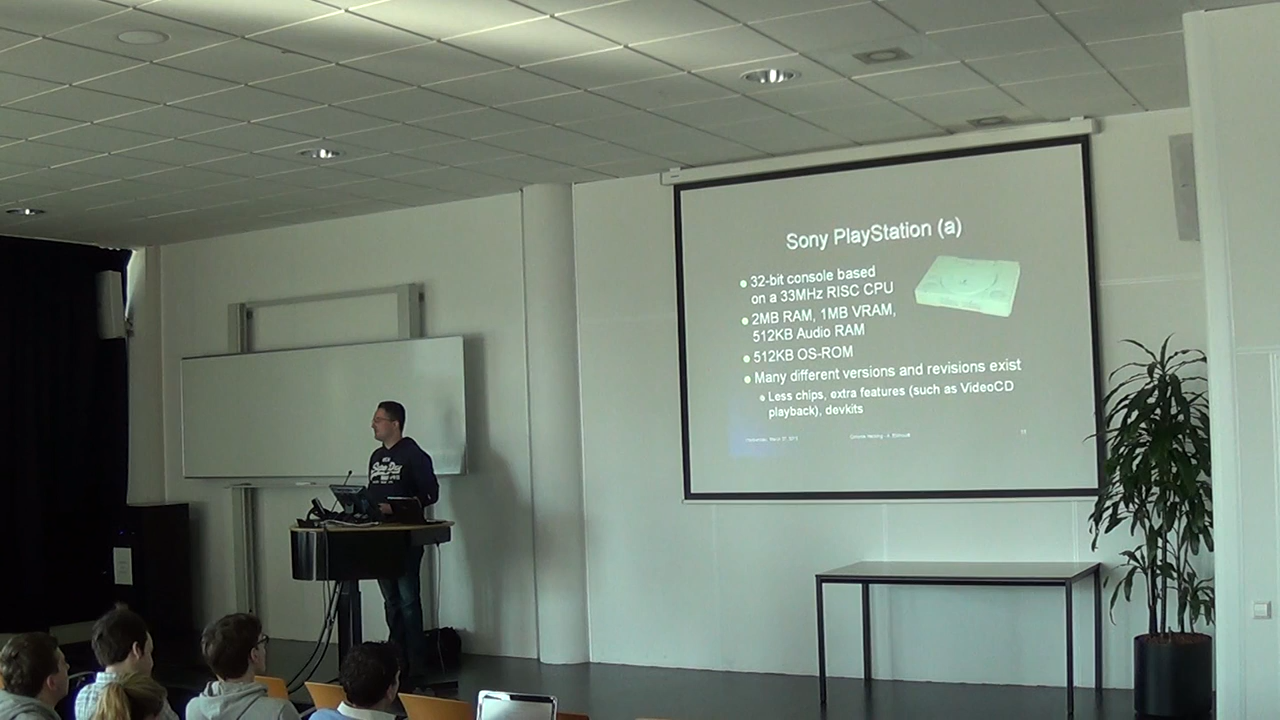 Sony PlayStation (a)
32-bit console based
on a 33MHz RISC CPU
2MB RAM, 1MB VRAM,
512KB Audio RAM
512KB OS-ROM
Many different versions and revisions exist
Less chips, extra features (such as VideoCD
playback), devkits